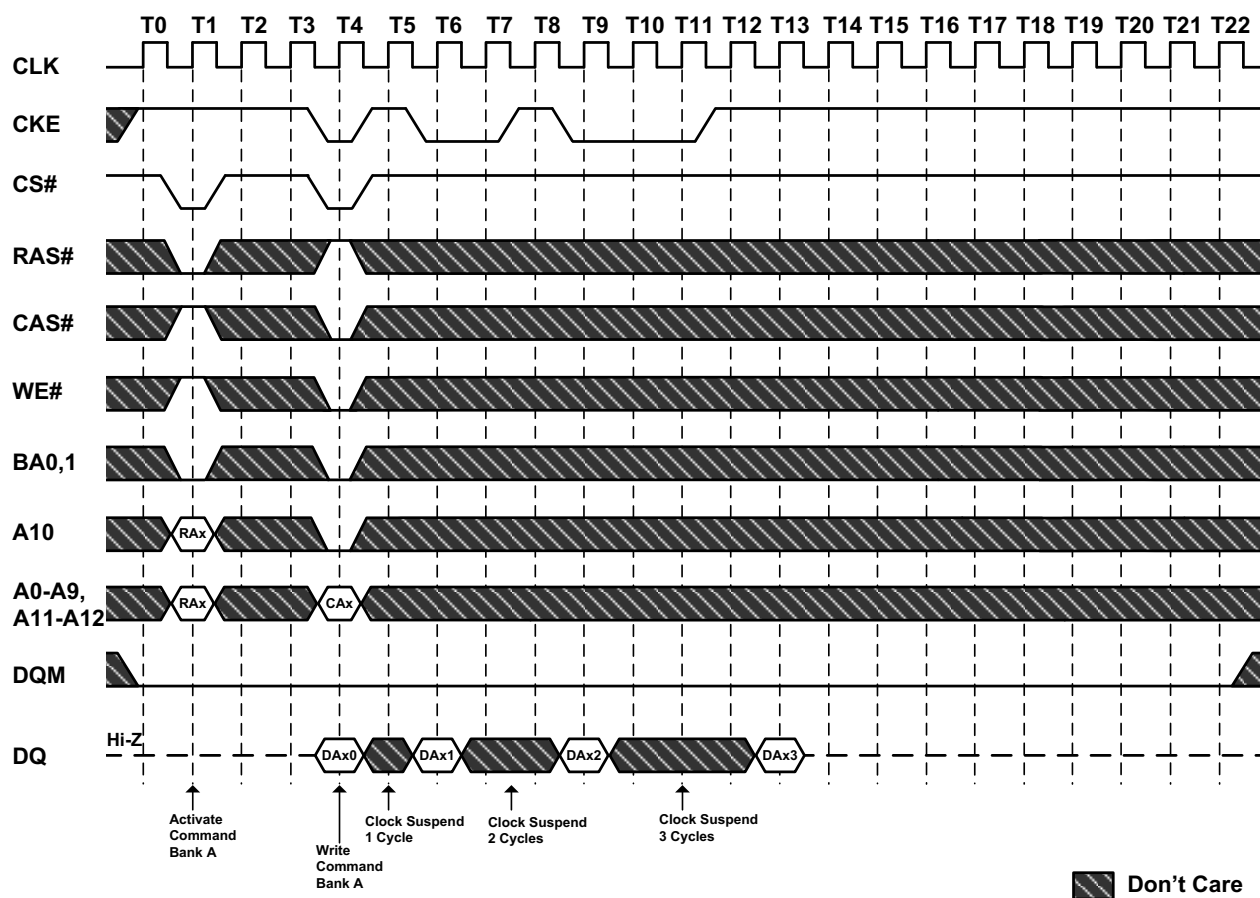 T0 T1 T2 T3 T4 T5 T6 T7 T8 T9 T10 T11 T12 T13 T14 T15 T16 T17 T18 T19 T20 T21 T22
CLK
CKE
CS#
RAS#
CAS#
WE#
BA0,1
A10
RAx
A0-A9,
A11-A12
RAx
CAx
DQM
Hi-Z
DQ
DAx0
DAx1
DAx2
DAx3
Activate
Command
Bank A
Write
Command
Bank A
Clock Suspend
1 Cycle
Clock Suspend
2 Cycles
Clock Suspend
3 Cycles
Don't Care